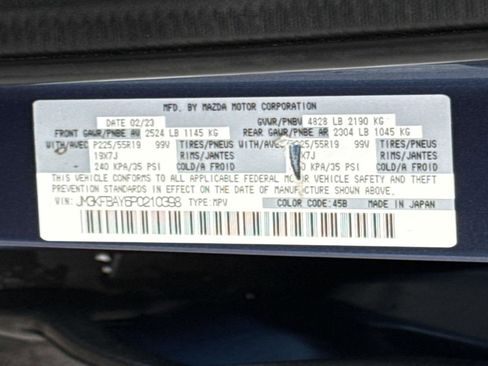 MFD. BY MAZDA MOTOR CORPORATION
DATE 02/23 GVWR/PNBV 4828 LB 2190 KG
FRONT GAWR/PNBE AV 2524 LB 1145 KG REAR GAWR/PNBE AR 2304 LB 1045 KG
WITH/AVEC P225/55R19 99V TIRES/PNEUS WITH/AVEC 225/55R19 99V TIRES/PNEUS
19X7J RIMS/JANTES 19X7J RIMS/JANTES
240 KPA/35 PSI COLD/A FROID 240 KPA/35 PSI COLD/A FROID
THIS VEHICLE CONFORMS TO ALL APPLICABLE FEDERAL MOTOR VEHICLE SAFETY AND THEFT
PREVENTION STANDARDS IN EFFECT ON THE DATE OF MANUFACTURE SHOWN ABOVE.
VIN: JM3KFBAY6P0210398 TYPE: MPV COLOR CODE:45B MADE IN JAPAN